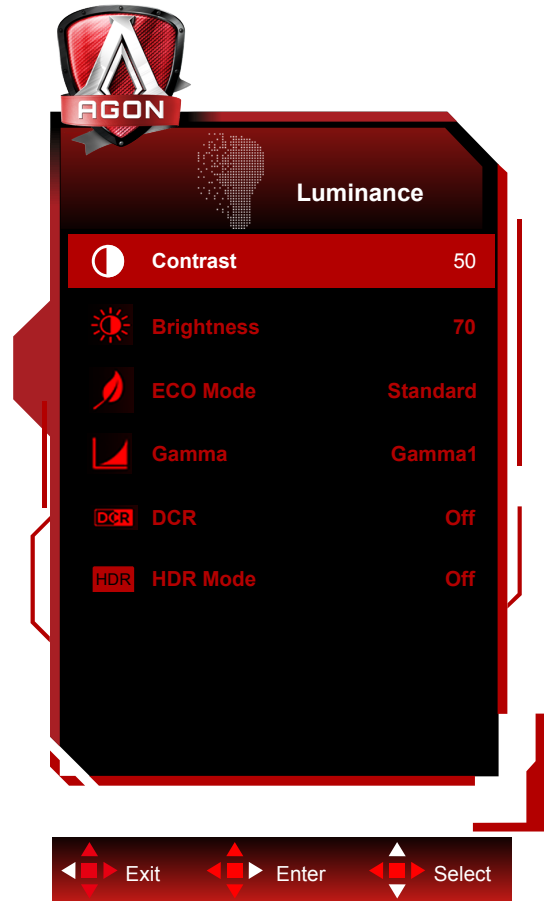 AGON
Luminance
Contrast 50
Brightness 70
ECO Mode Standard
Gamma Gamma1
DCR DCR Off
HDR HDR Mode Off
Exit Enter Select